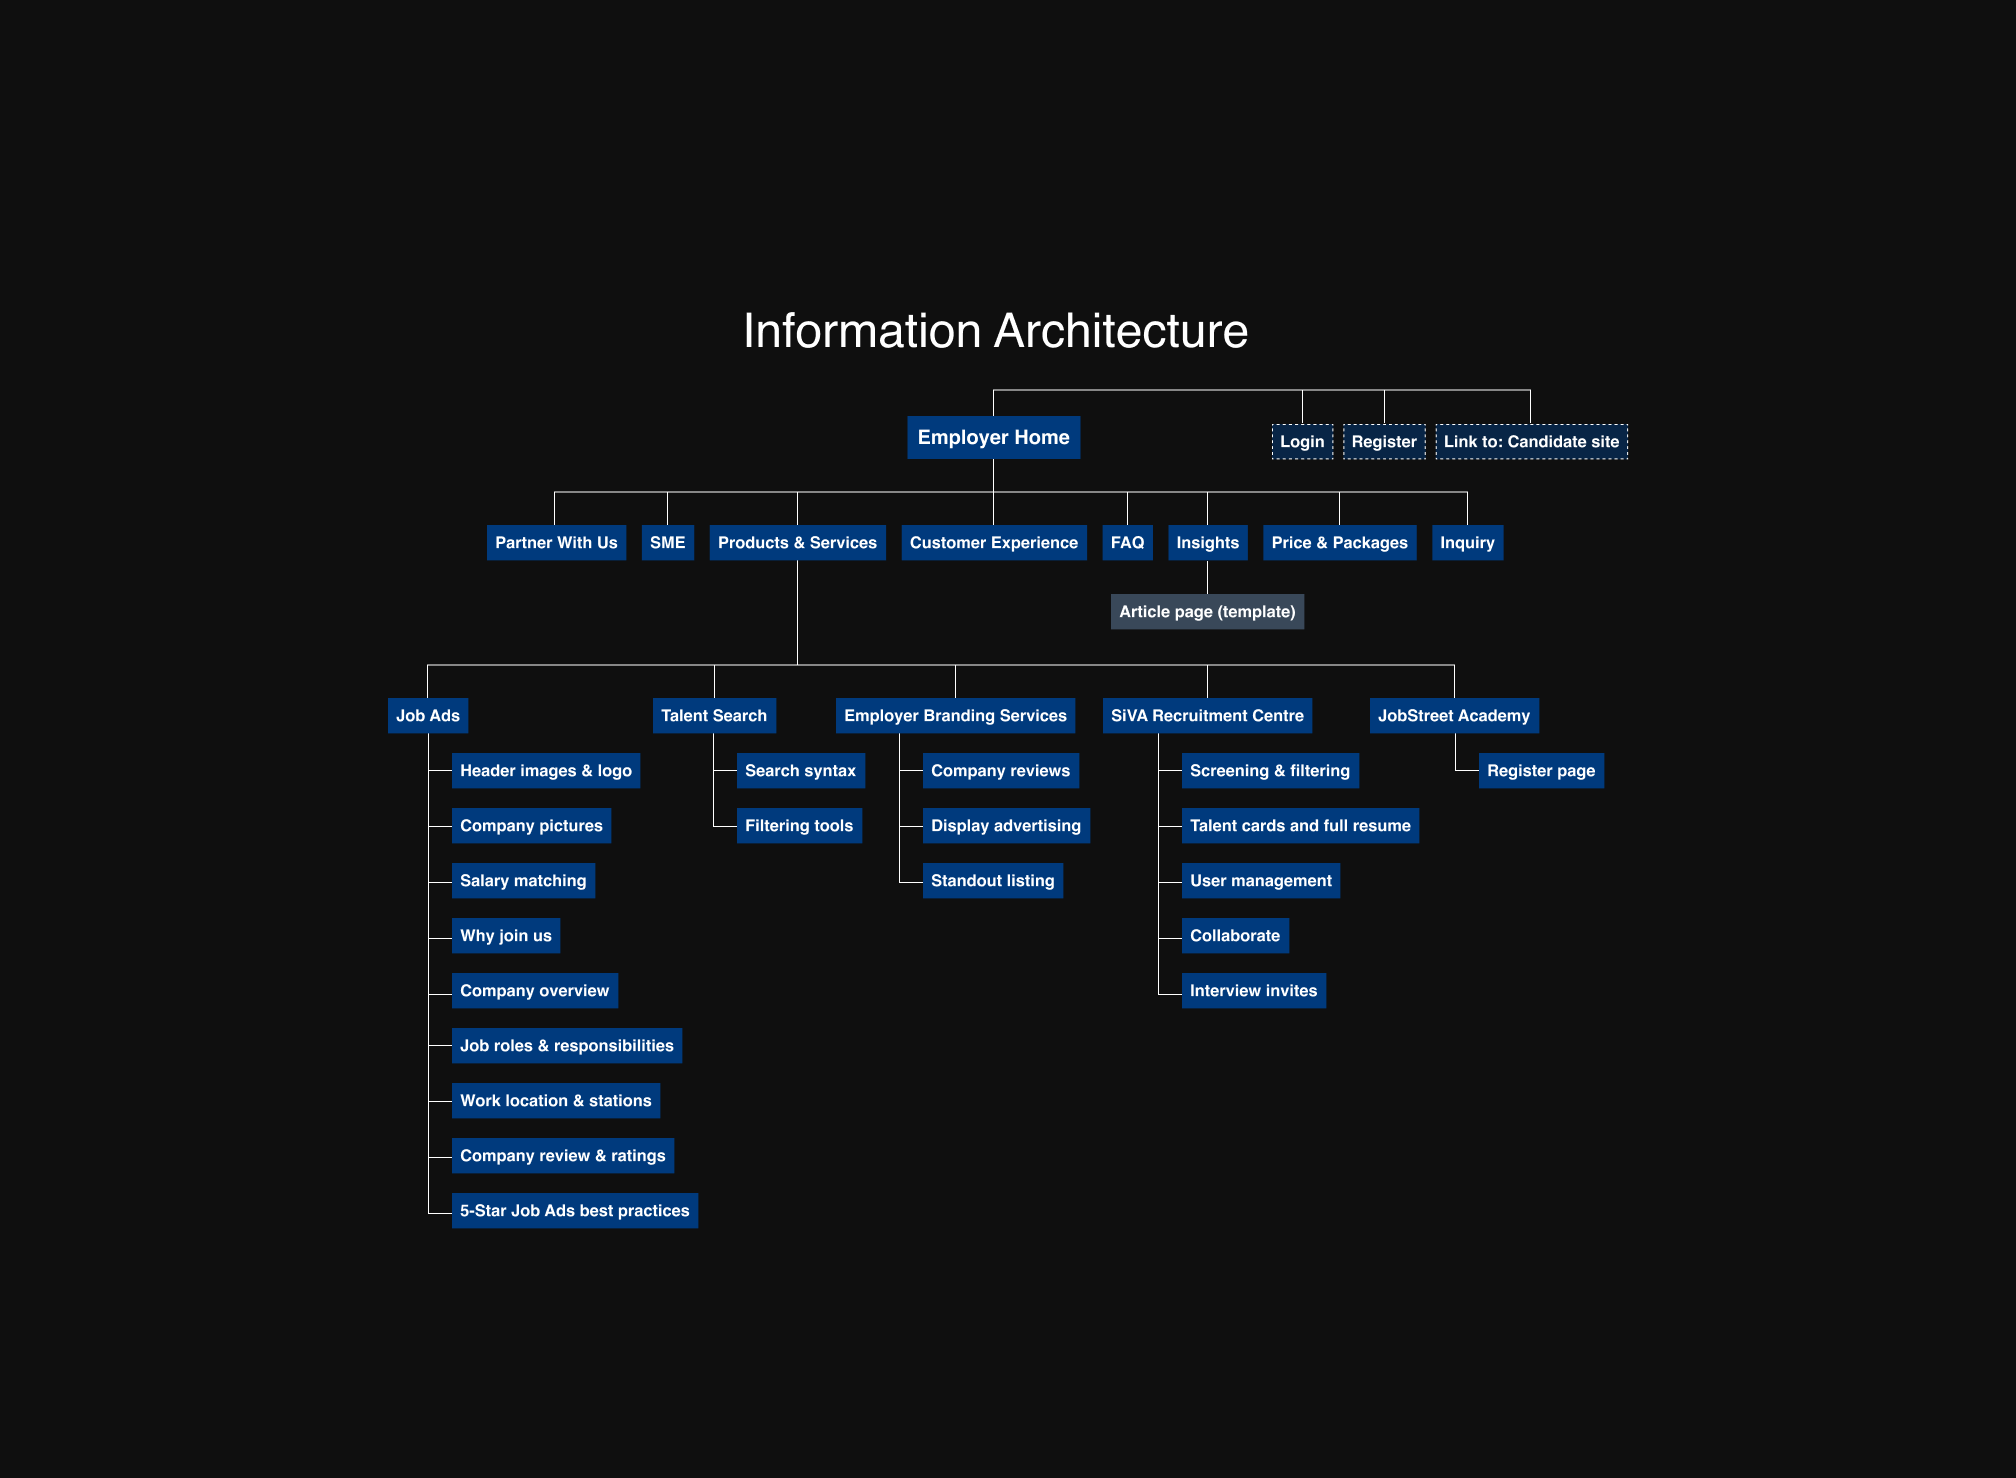 Information Architecture
Employer Home
Login
Register
Link to: Candidate site
Partner With Us
SME
Products & Services
Customer Experience
FAQ
Insights
Price & Packages
Inquiry
Article page (template)
Job Ads
Talent Search
Employer Branding Services
SiVA Recruitment Centre
JobStreet Academy
Header images & logo
Company pictures
Salary matching
Why join us
Company overview
Job roles & responsibilities
Work location & stations
Company review & ratings
5-Star Job Ads best practices
Search syntax
Filtering tools
Company reviews
Display advertising
Standout listing
Screening & filtering
Talent cards and full resume
User management
Collaborate
Interview invites
Register page